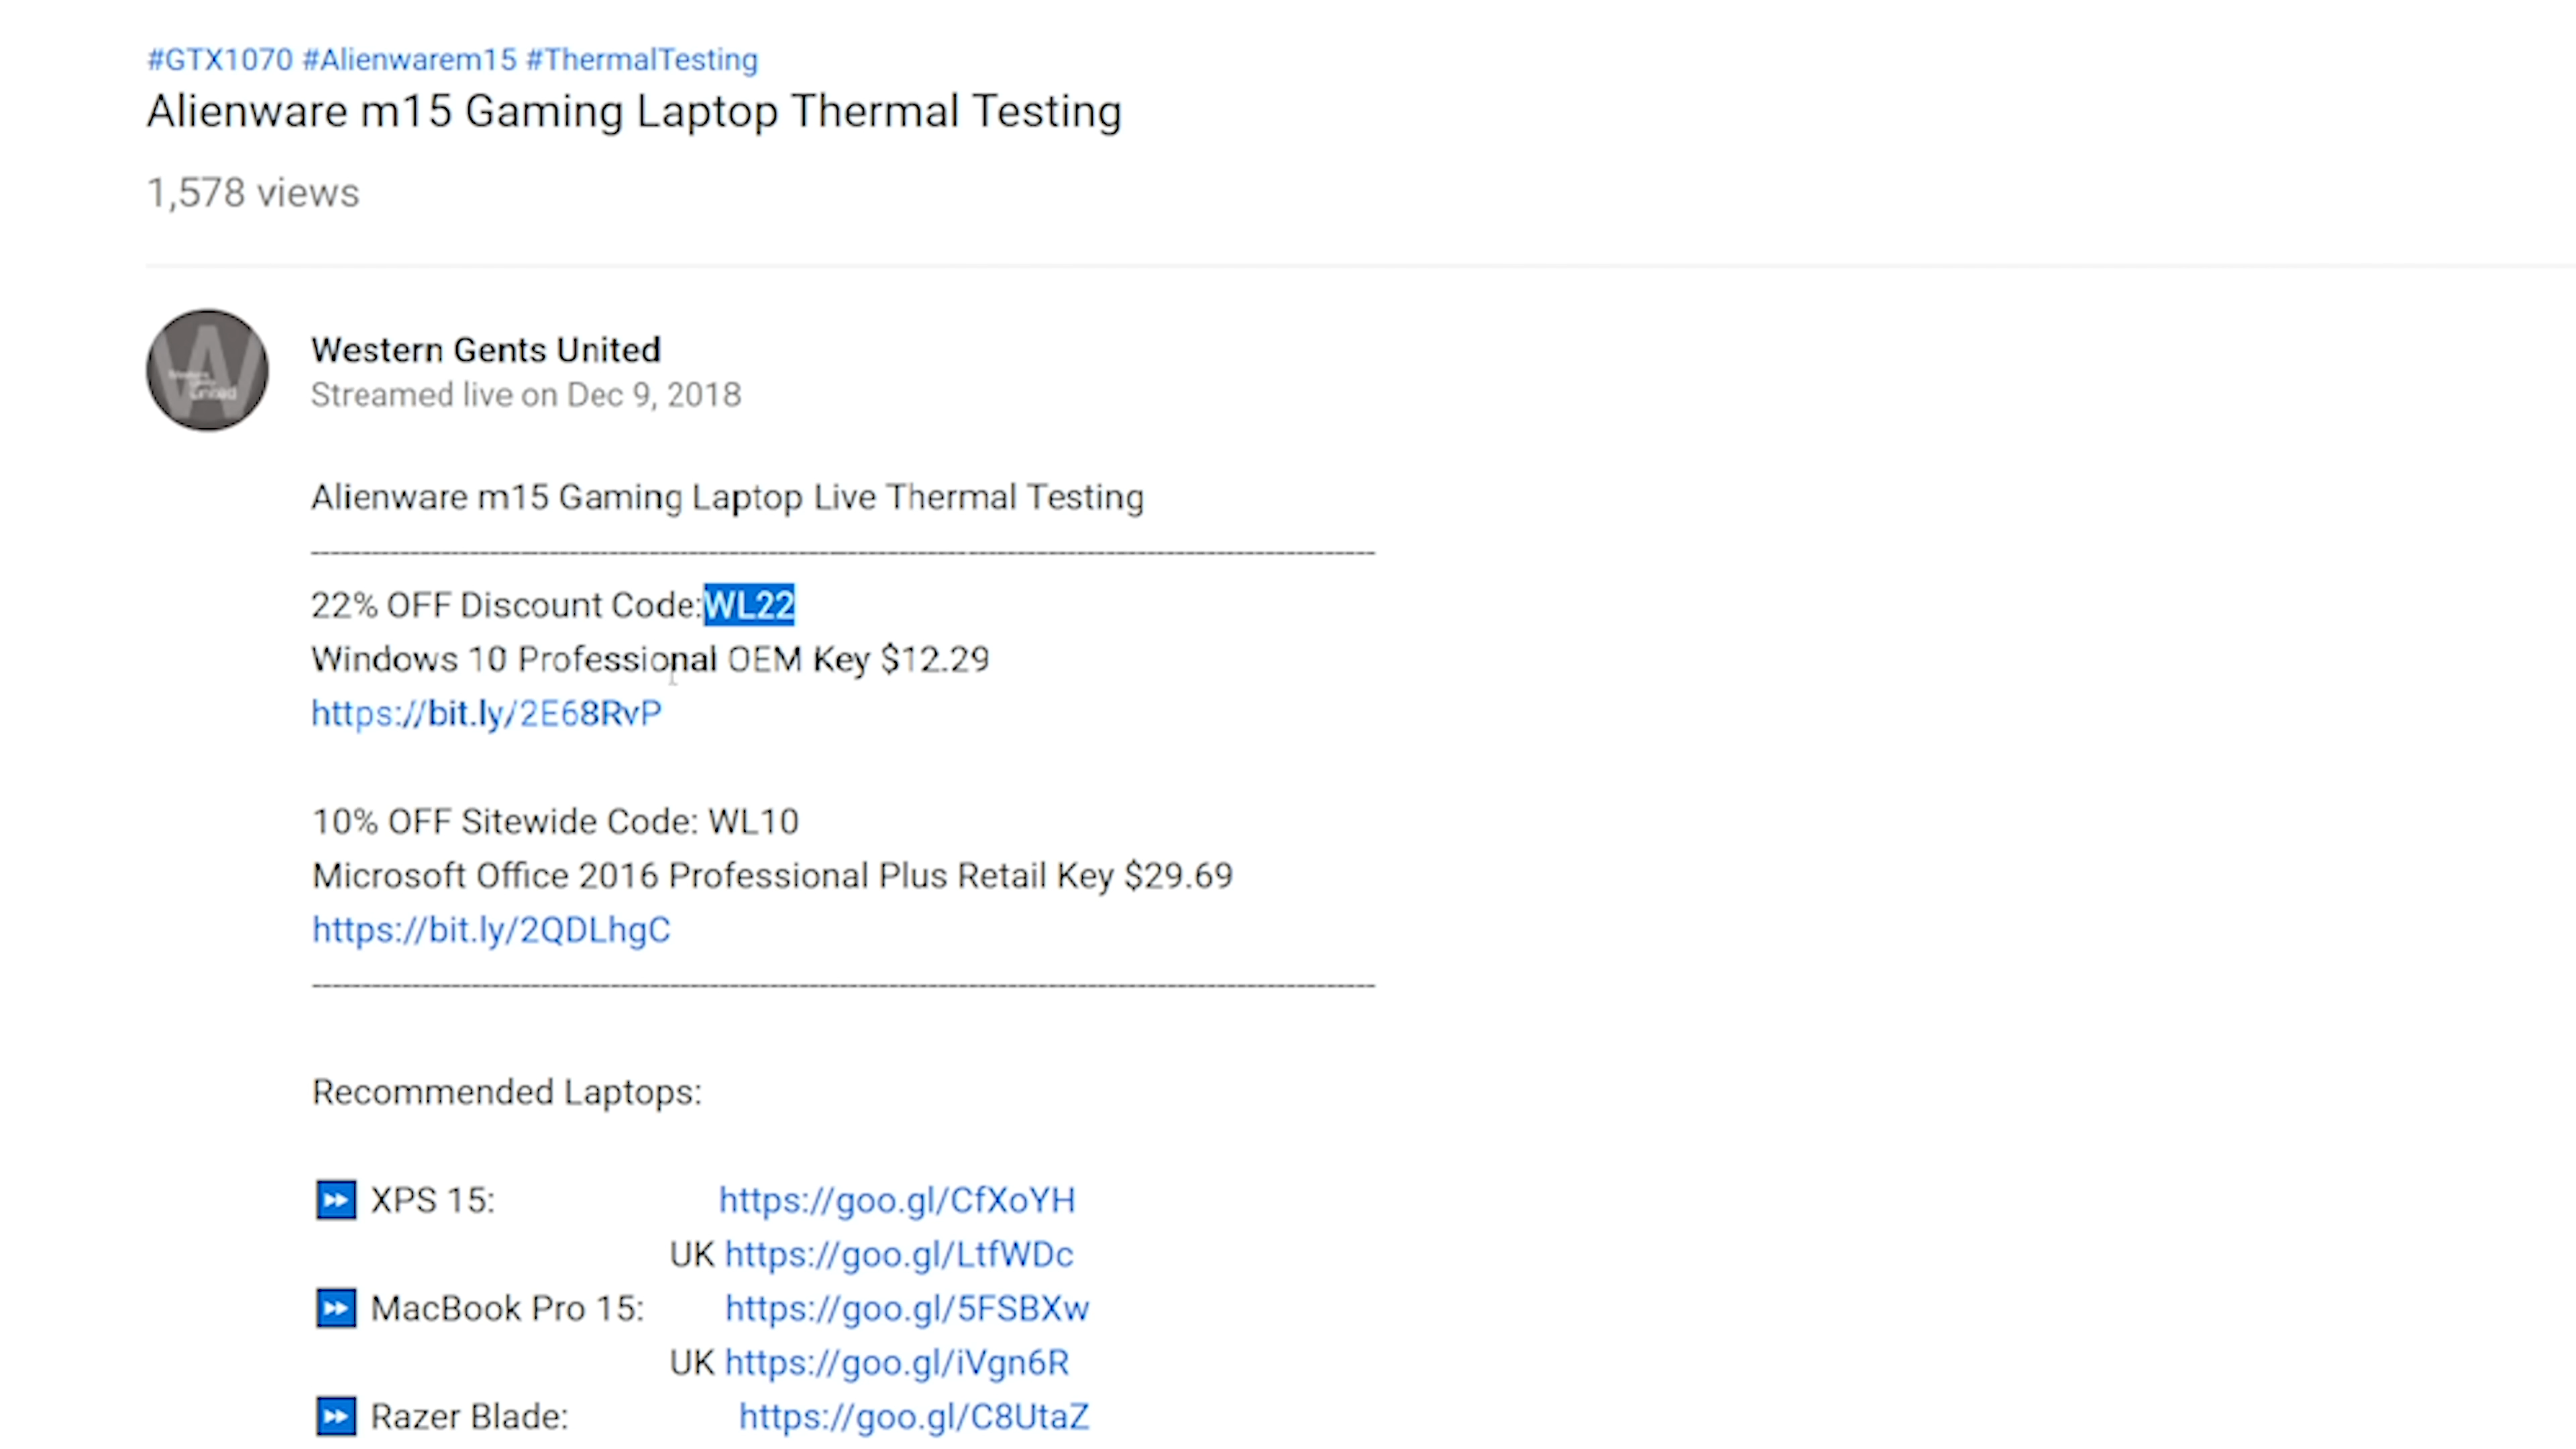 #GTX1070 #Alienwarem15 #ThermalTesting
Alienware m15 Gaming Laptop Thermal Testing
1,578 views
Western Gents United
Streamed live on Dec 9, 2018
Alienware m15 Gaming Laptop Live Thermal Testing
22% OFF Discount Code:WL22
Windows 10 Professional OEM Key $12.29
https://bit.ly/2E68RvP
10% OFF Sitewide Code: WL10
Microsoft Office 2016 Professional Plus Retail Key $29.69
https://bit.ly/2QDLhgC
Recommended Laptops:
XPS 15: https://goo.gl/CfXoYH
UK https://goo.gl/LtfWDc
MacBook Pro 15: https://goo.gl/5FSBXw
UK https://goo.gl/iVgn6R
Razer Blade: https://goo.gl/C8UtaZ